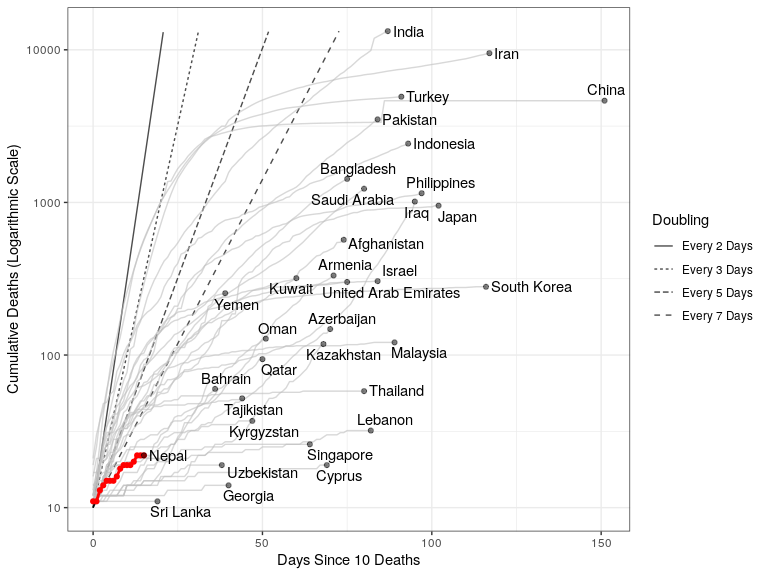 Cumulative Deaths (Logarithmic Scale)
10000
1000
100
10
India
Iran
China
Turkey
Pakistan
Indonesia
Bangladesh
Philippines
Saudi Arabia
Iraq
Japan
Afghanistan
Armenia
Israel
Kuwait
United Arab Emirates
South Korea
Yemen
Azerbaijan
Oman
Kazakhstan
Malaysia
Qatar
Bahrain
Thailand
Tajikistan
Lebanon
Kyrgyzstan
Nepal
Singapore
Uzbekistan
Cyprus
Georgia
Sri Lanka
0
50
100
150
Days Since 10 Deaths
Doubling
Every 2 Days
Every 3 Days
Every 5 Days
Every 7 Days